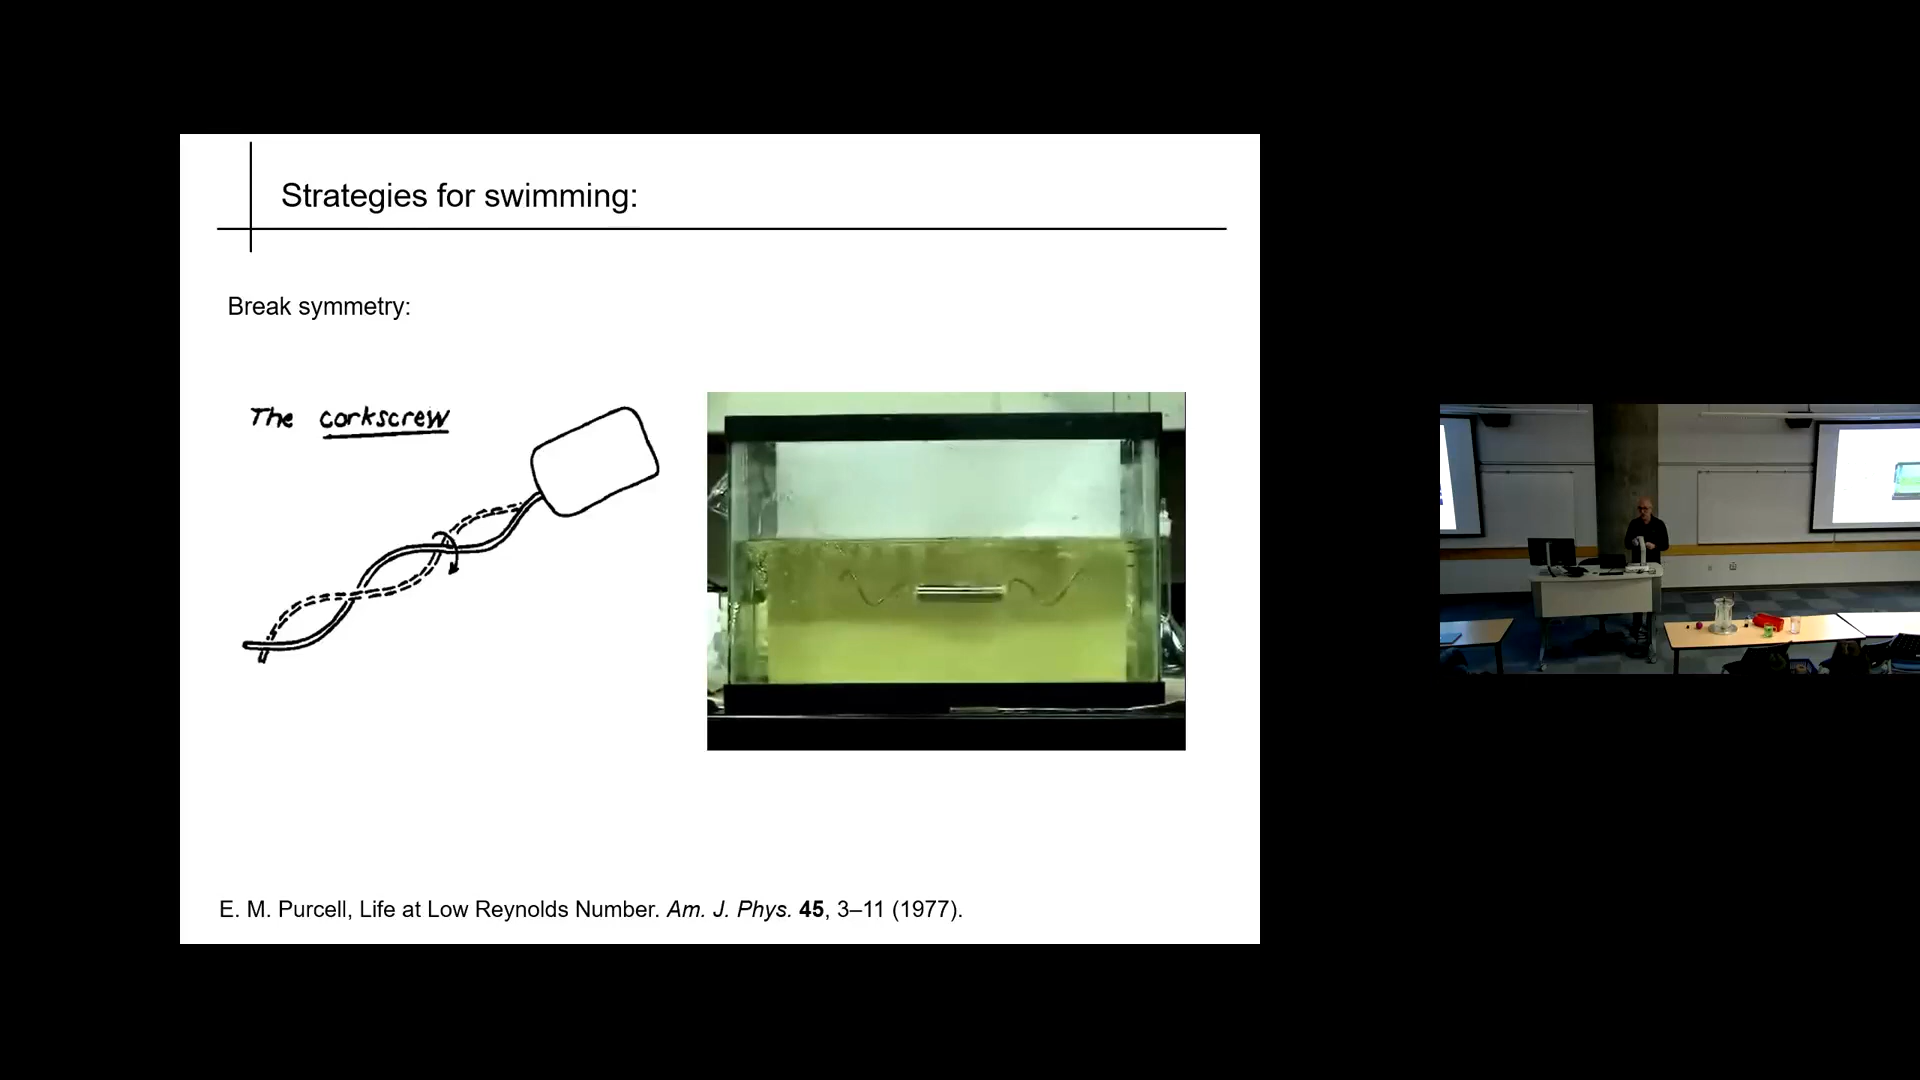 Strategies for swimming:
Break symmetry:
The corkscrew
E. M. Purcell, Life at Low Reynolds Number. Am. J. Phys. 45, 3–11 (1977).